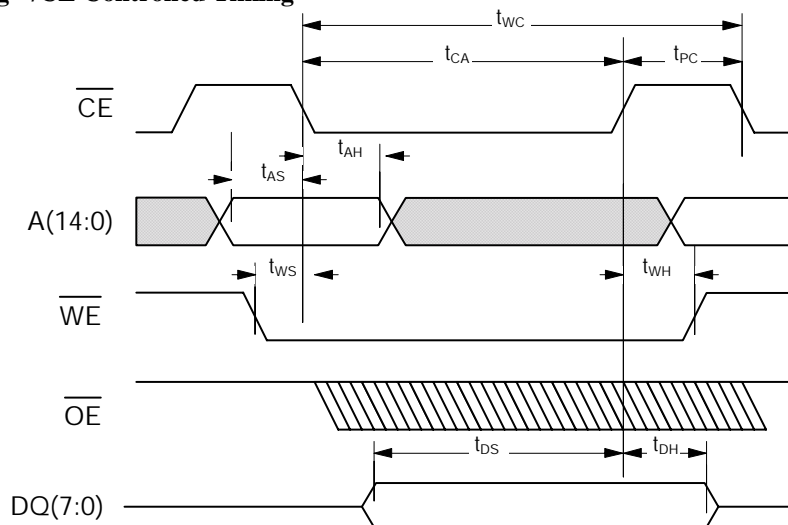 /CE Controlled Timing
tWC
tCA
tPC
CE
tAH
tAS
A(14:0)
tWS
tWH
WE
OE
tDS
tDH
DQ(7:0)